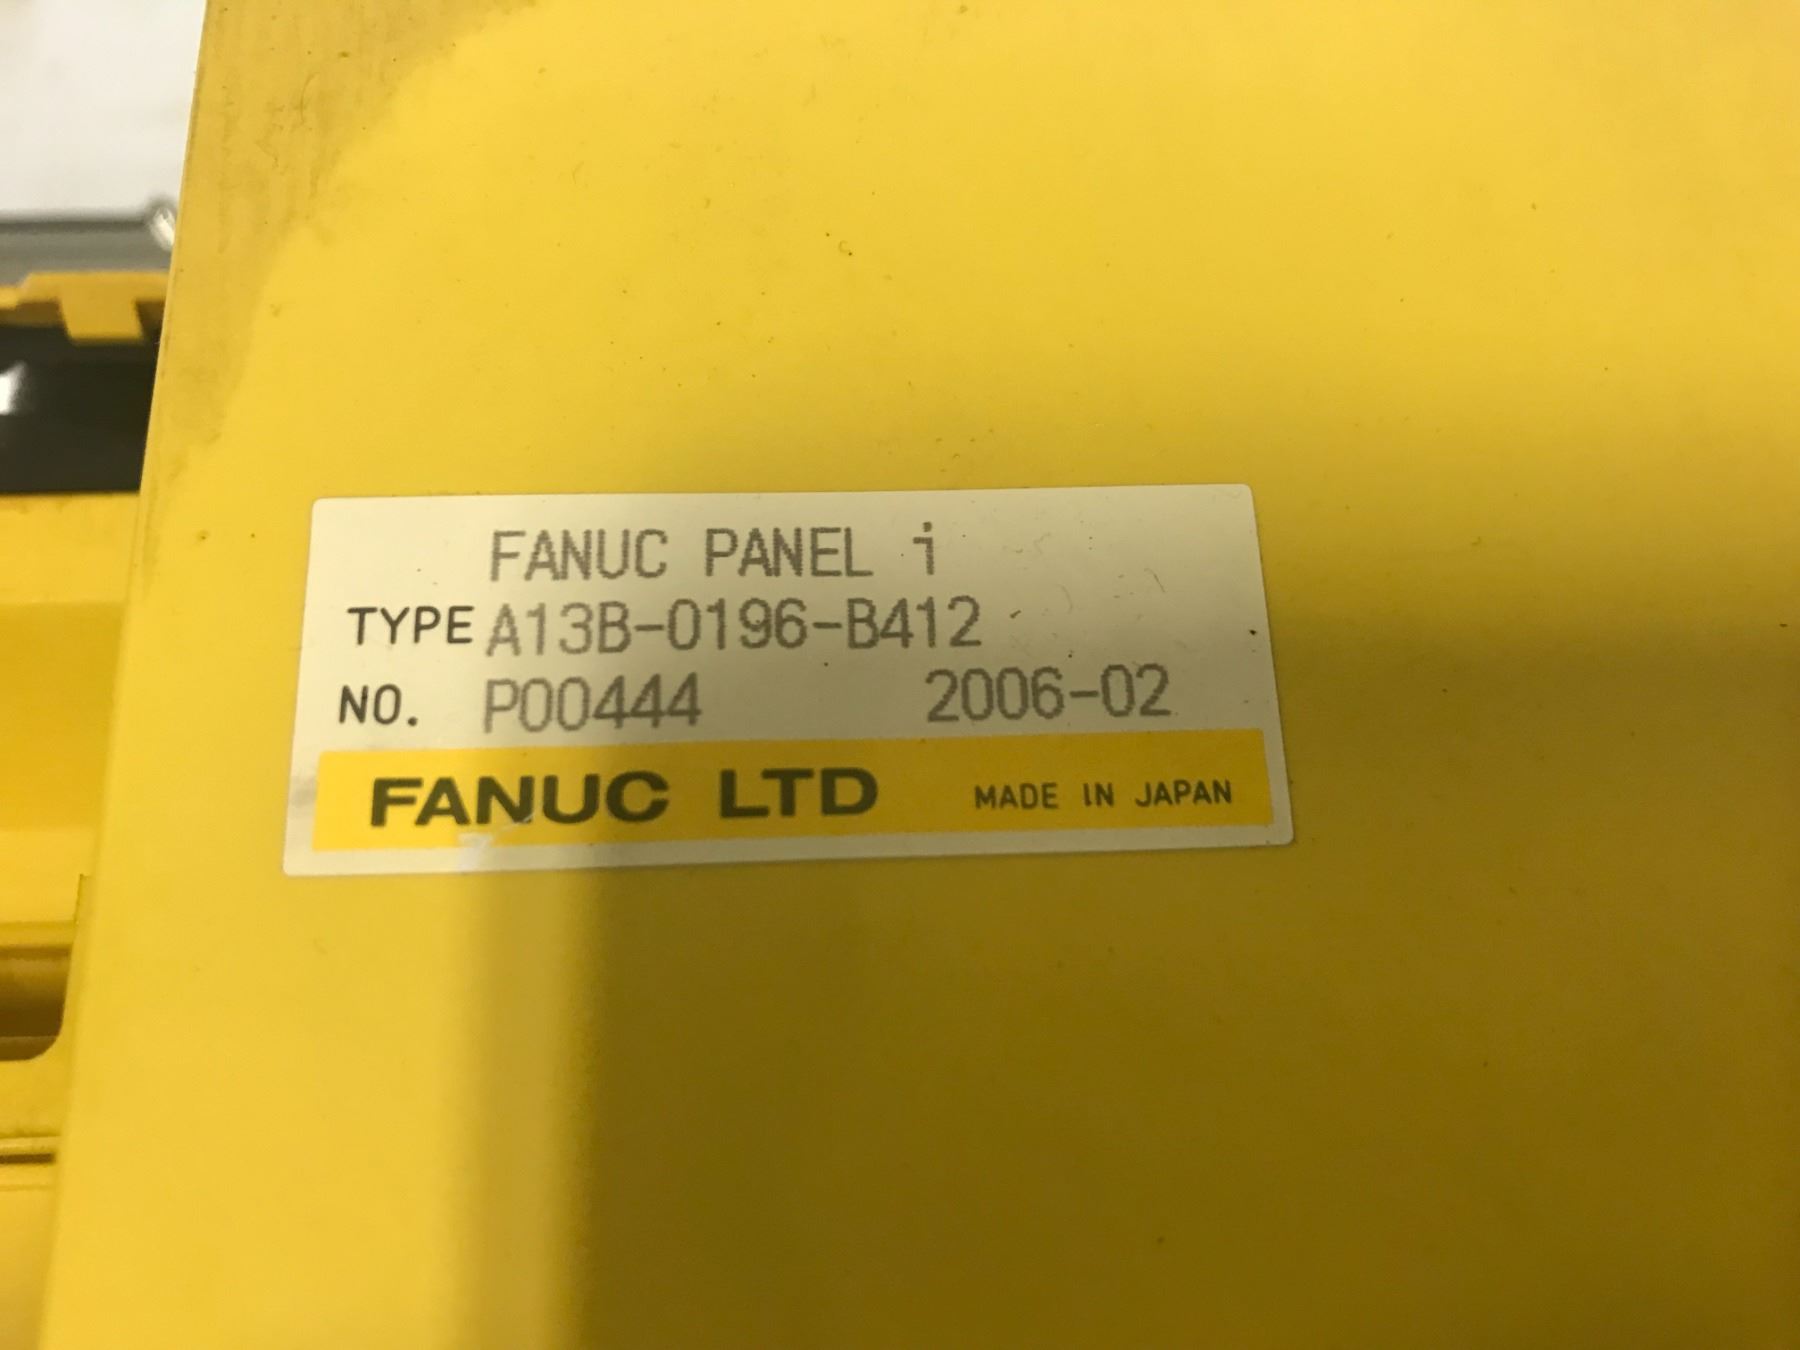 FANUC PANEL i
TYPE A13B-0196-B412
NO. P00444 2006-02
FANUC LTD MADE IN JAPAN